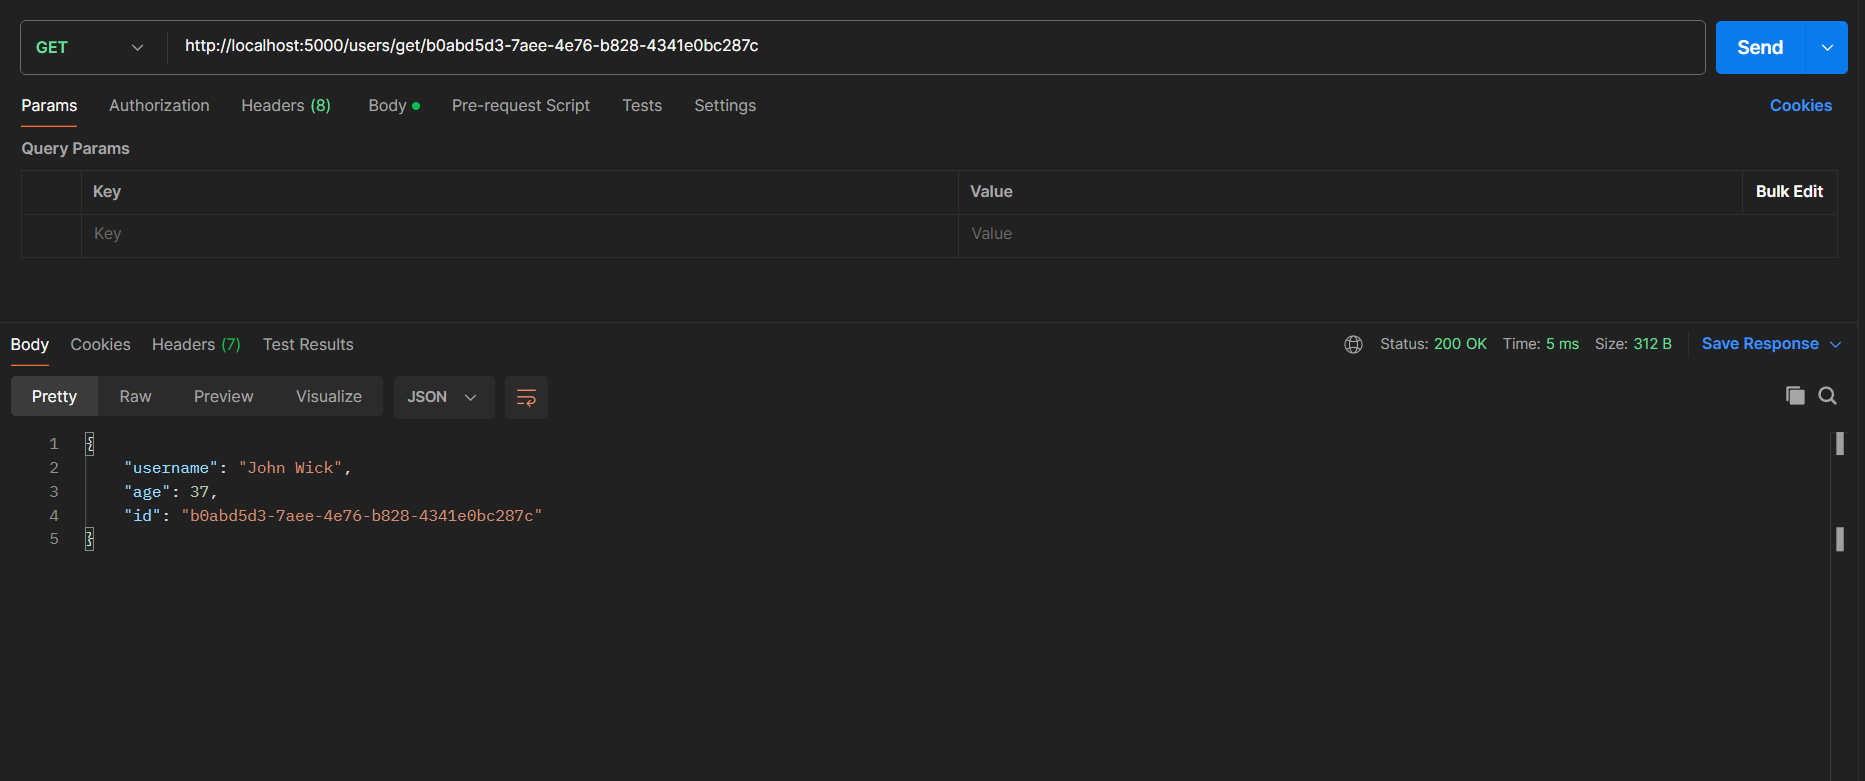 GET http://localhost:5000/users/get/b0abd5d3-7aee-4e76-b828-4341e0bc287c Send
Params Authorization Headers (8) Body Pre-request Script Tests Settings Cookies
Query Params
Key Value Bulk Edit
Key Value
Body Cookies Headers (7) Test Results Status: 200 OK Time: 5 ms Size: 312 B Save Response
Pretty Raw Preview Visualize JSON
1 {
2 "username": "John Wick",
3 "age": 37,
4 "id": "b0abd5d3-7aee-4e76-b828-4341e0bc287c"
5 }